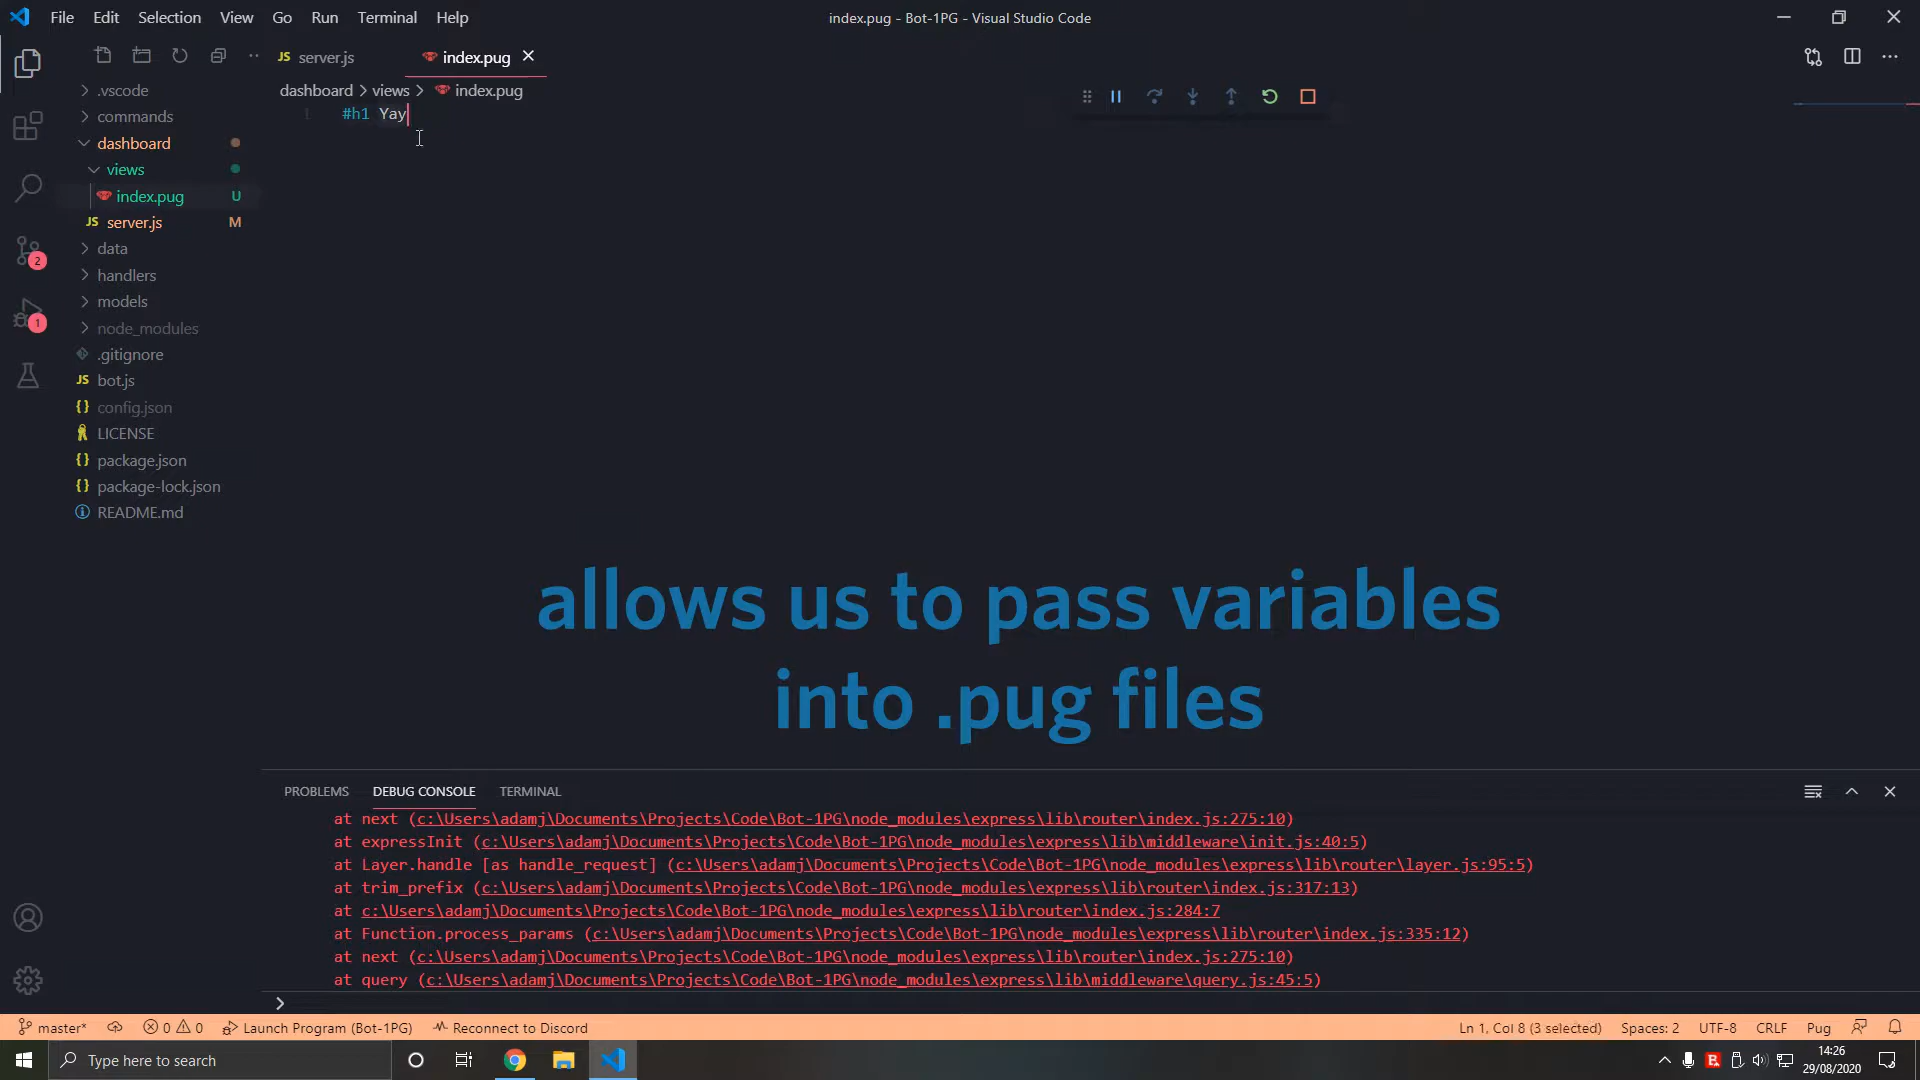 File Edit Selection View Go Run Terminal Help
index.pug - Bot-1PG - Visual Studio Code
JS server.js
index.pug
dashboard > views > index.pug
1 #h1 Yay
.vscode
commands
dashboard
views
index.pug U
JS server.js M
data
handlers
models
node_modules
.gitignore
JS bot.js
{} config.json
LICENSE
{} package.json
{} package-lock.json
README.md
2
1
allows us to pass variables
into .pug files
PROBLEMS DEBUG CONSOLE TERMINAL
at next (c:\Users\adamj\Documents\Projects\Code\Bot-1PG\node_modules\express\lib\router\index.js:275:10)
at expressInit (c:\Users\adamj\Documents\Projects\Code\Bot-1PG\node_modules\express\lib\middleware\init.js:40:5)
at Layer.handle [as handle_request] (c:\Users\adamj\Documents\Projects\Code\Bot-1PG\node_modules\express\lib\router\layer.js:95:5)
at trim_prefix (c:\Users\adamj\Documents\Projects\Code\Bot-1PG\node_modules\express\lib\router\index.js:317:13)
at c:\Users\adamj\Documents\Projects\Code\Bot-1PG\node_modules\express\lib\router\index.js:284:7
at Function.process_params (c:\Users\adamj\Documents\Projects\Code\Bot-1PG\node_modules\express\lib\router\index.js:335:12)
at next (c:\Users\adamj\Documents\Projects\Code\Bot-1PG\node_modules\express\lib\router\index.js:275:10)
at query (c:\Users\adamj\Documents\Projects\Code\Bot-1PG\node_modules\express\lib\middleware\query.js:45:5)
master* 0 0 Launch Program (Bot-1PG) Reconnect to Discord
Ln 1, Col 8 (3 selected) Spaces: 2 UTF-8 CRLF Pug
Type here to search
14:26
29/08/2020